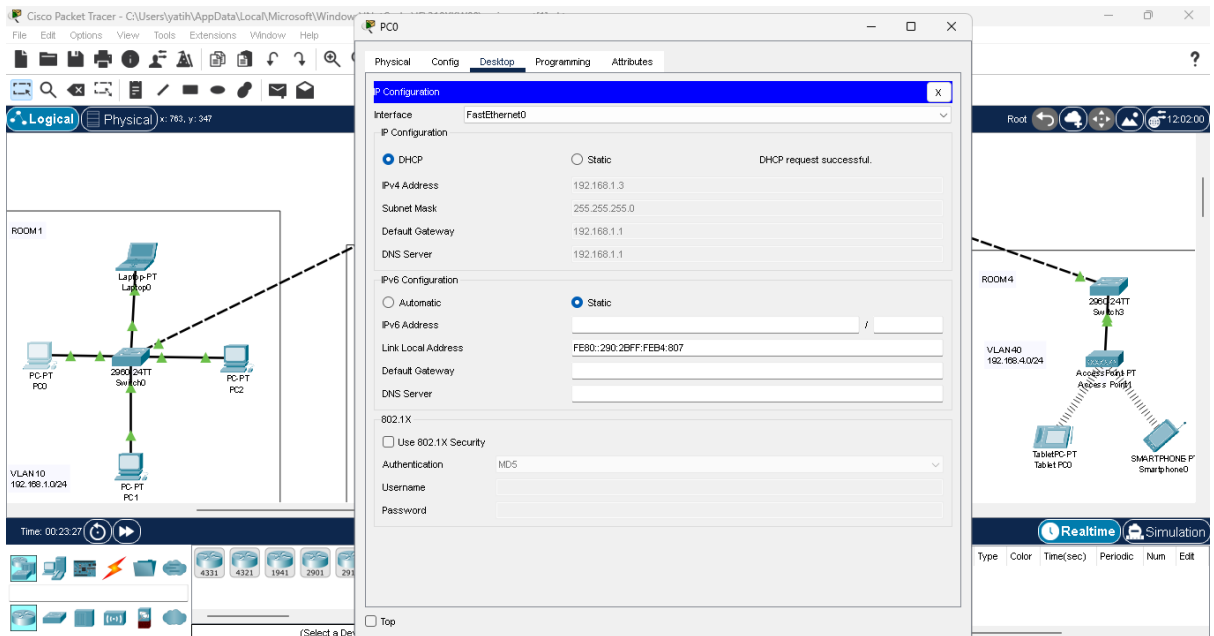 Cisco Packet Tracer - C:\Users\yatih\AppData\Local\Microsoft\Windows
File Edit Options View Tools Extensions Window Help
?
Logical Physical x: 763, y: 347
Root 12:02:00
ROOM 1
Laptop-PT
Laptop0
PC-PT
PC0
2960-24TT
Switch0
PC-PT
PC2
VLAN 10
192.168.1.0/24
PC-PT
PC1
PC0
Physical Config Desktop Programming Attributes
IP Configuration X
Interface FastEthernet0
IP Configuration
DHCP Static DHCP request successful.
IPv4 Address 192.168.1.3
Subnet Mask 255.255.255.0
Default Gateway 192.168.1.1
DNS Server 192.168.1.1
IPv6 Configuration
Automatic Static
IPv6 Address /
Link Local Address FE80::290:2BFF:FEB4:807
Default Gateway
DNS Server
802.1X
Use 802.1X Security
Authentication MD5
Username
Password
Top
ROOM4
2960-24TT
Switch3
VLAN40
192.168.4.0/24
AccessPoint-PT
Access Point1
TabletPC-PT
Tablet PC0
SMARTPHONE-P
Smartphone0
Time: 00:23:27
Realtime Simulation
4331 4321 1941 2901 291
Type Color Time(sec) Periodic Num Edit
(Select a De